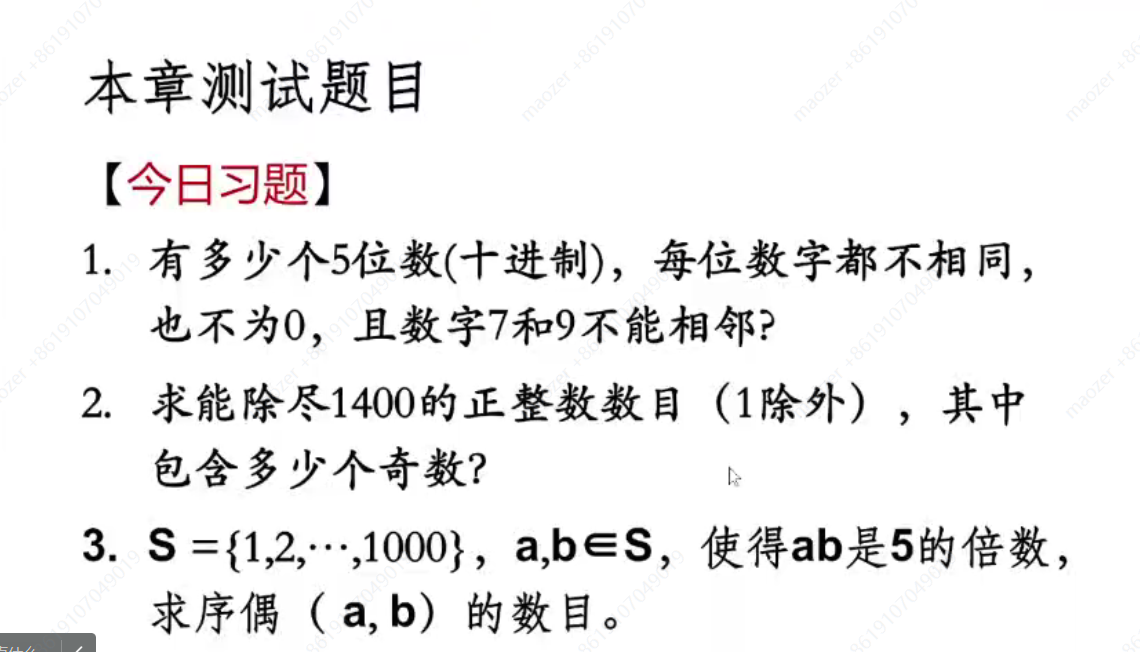 本章测试题目
【今日习题】
1. 有多少个5位数(十进制)，每位数字都不相同，
也不为0，且数字7和9不能相邻?
2. 求能除尽1400的正整数数目（1除外），其中
包含多少个奇数?
3. S ={1,2,⋯,1000}，a,b∈S，使得ab是5的倍数，
求序偶（ a, b）的数目。